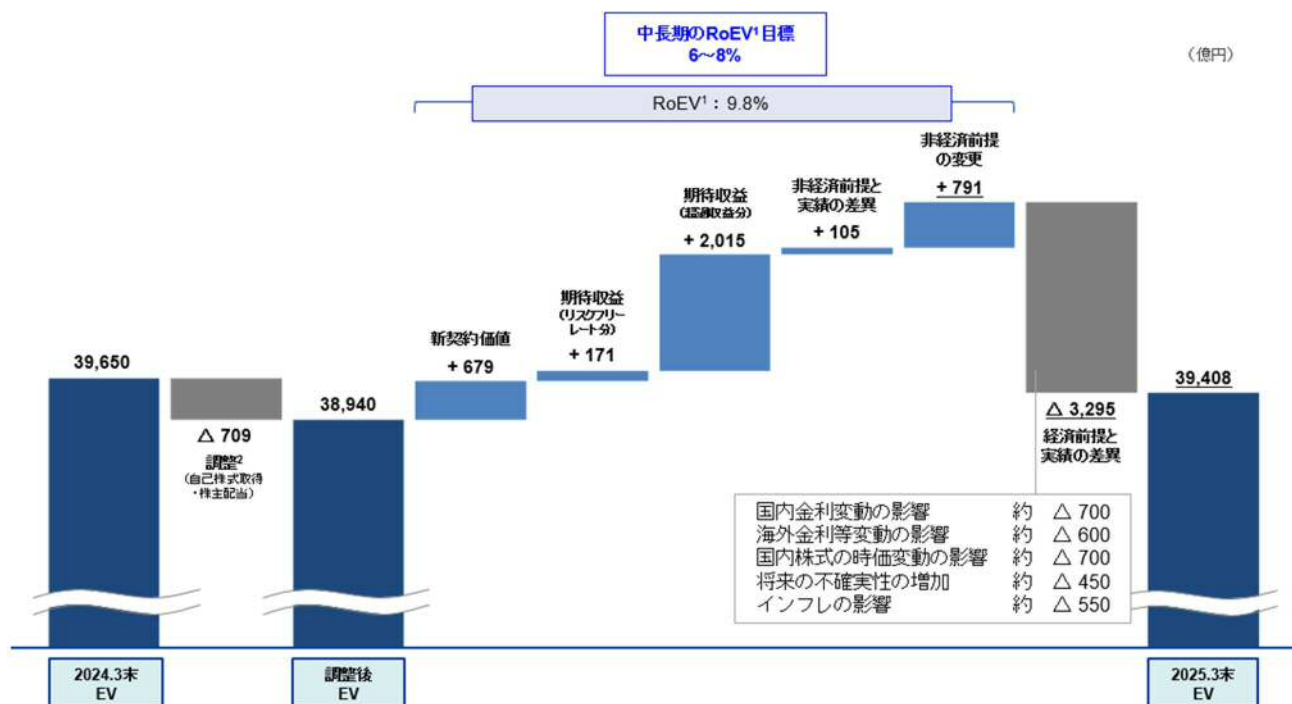 中長期のRoEV¹目標
6～8%
（億円）
RoEV¹：9.8%
非経済前提
の変更
+ 791
期待収益
(超過収益分)
+ 2,015
非経済前提と
実績の差異
+ 105
期待収益
(リスクフリー
レート分)
+ 171
新契約価値
+ 679
39,650
38,940
39,408
△ 709
調整²
(自己株式取得
・株主配当)
△ 3,295
経済前提と
実績の差異
国内金利変動の影響 約 △ 700
海外金利等変動の影響 約 △ 600
国内株式の時価変動の影響 約 △ 700
将来の不確実性の増加 約 △ 450
インフレの影響 約 △ 550
2024.3末
EV
調整後
EV
2025.3末
EV